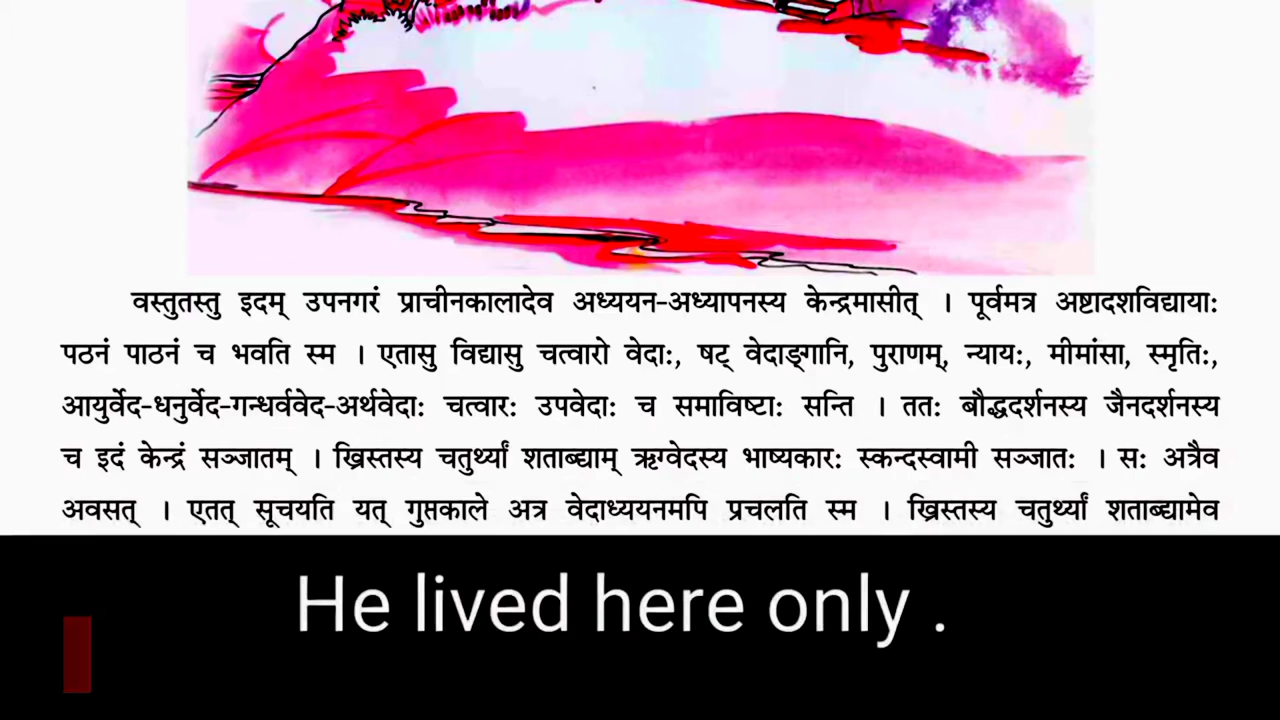 वस्तुतस्तु इदम् उपनगरं प्राचीनकालादेव अध्ययन-अध्यापनस्य केन्द्रमासीत् । पूर्वमत्र अष्टादशविद्यायाः
पठनं पाठनं च भवति स्म । एतासु विद्यासु चत्वारो वेदाः, षट् वेदाङ्गानि, पुराणम्, न्यायः, मीमांसा, स्मृतिः,
आयुर्वेद-धनुर्वेद-गन्धर्ववेद-अर्थवेदाः चत्वारः उपवेदाः च समाविष्टाः सन्ति । ततः बौद्धदर्शनस्य जैनदर्शनस्य
च इदं केन्द्रं सञ्जातम् । ख्रिस्तस्य चतुर्थ्यां शताब्द्याम् ऋग्वेदस्य भाष्यकारः स्कन्दस्वामी सञ्जातः । सः अत्रैव
अवसत् । एतत् सूचयति यत् गुप्तकाले अत्र वेदाध्ययनमपि प्रचलति स्म । ख्रिस्तस्य चतुर्थ्यां शताब्द्यामेव
He lived here only .